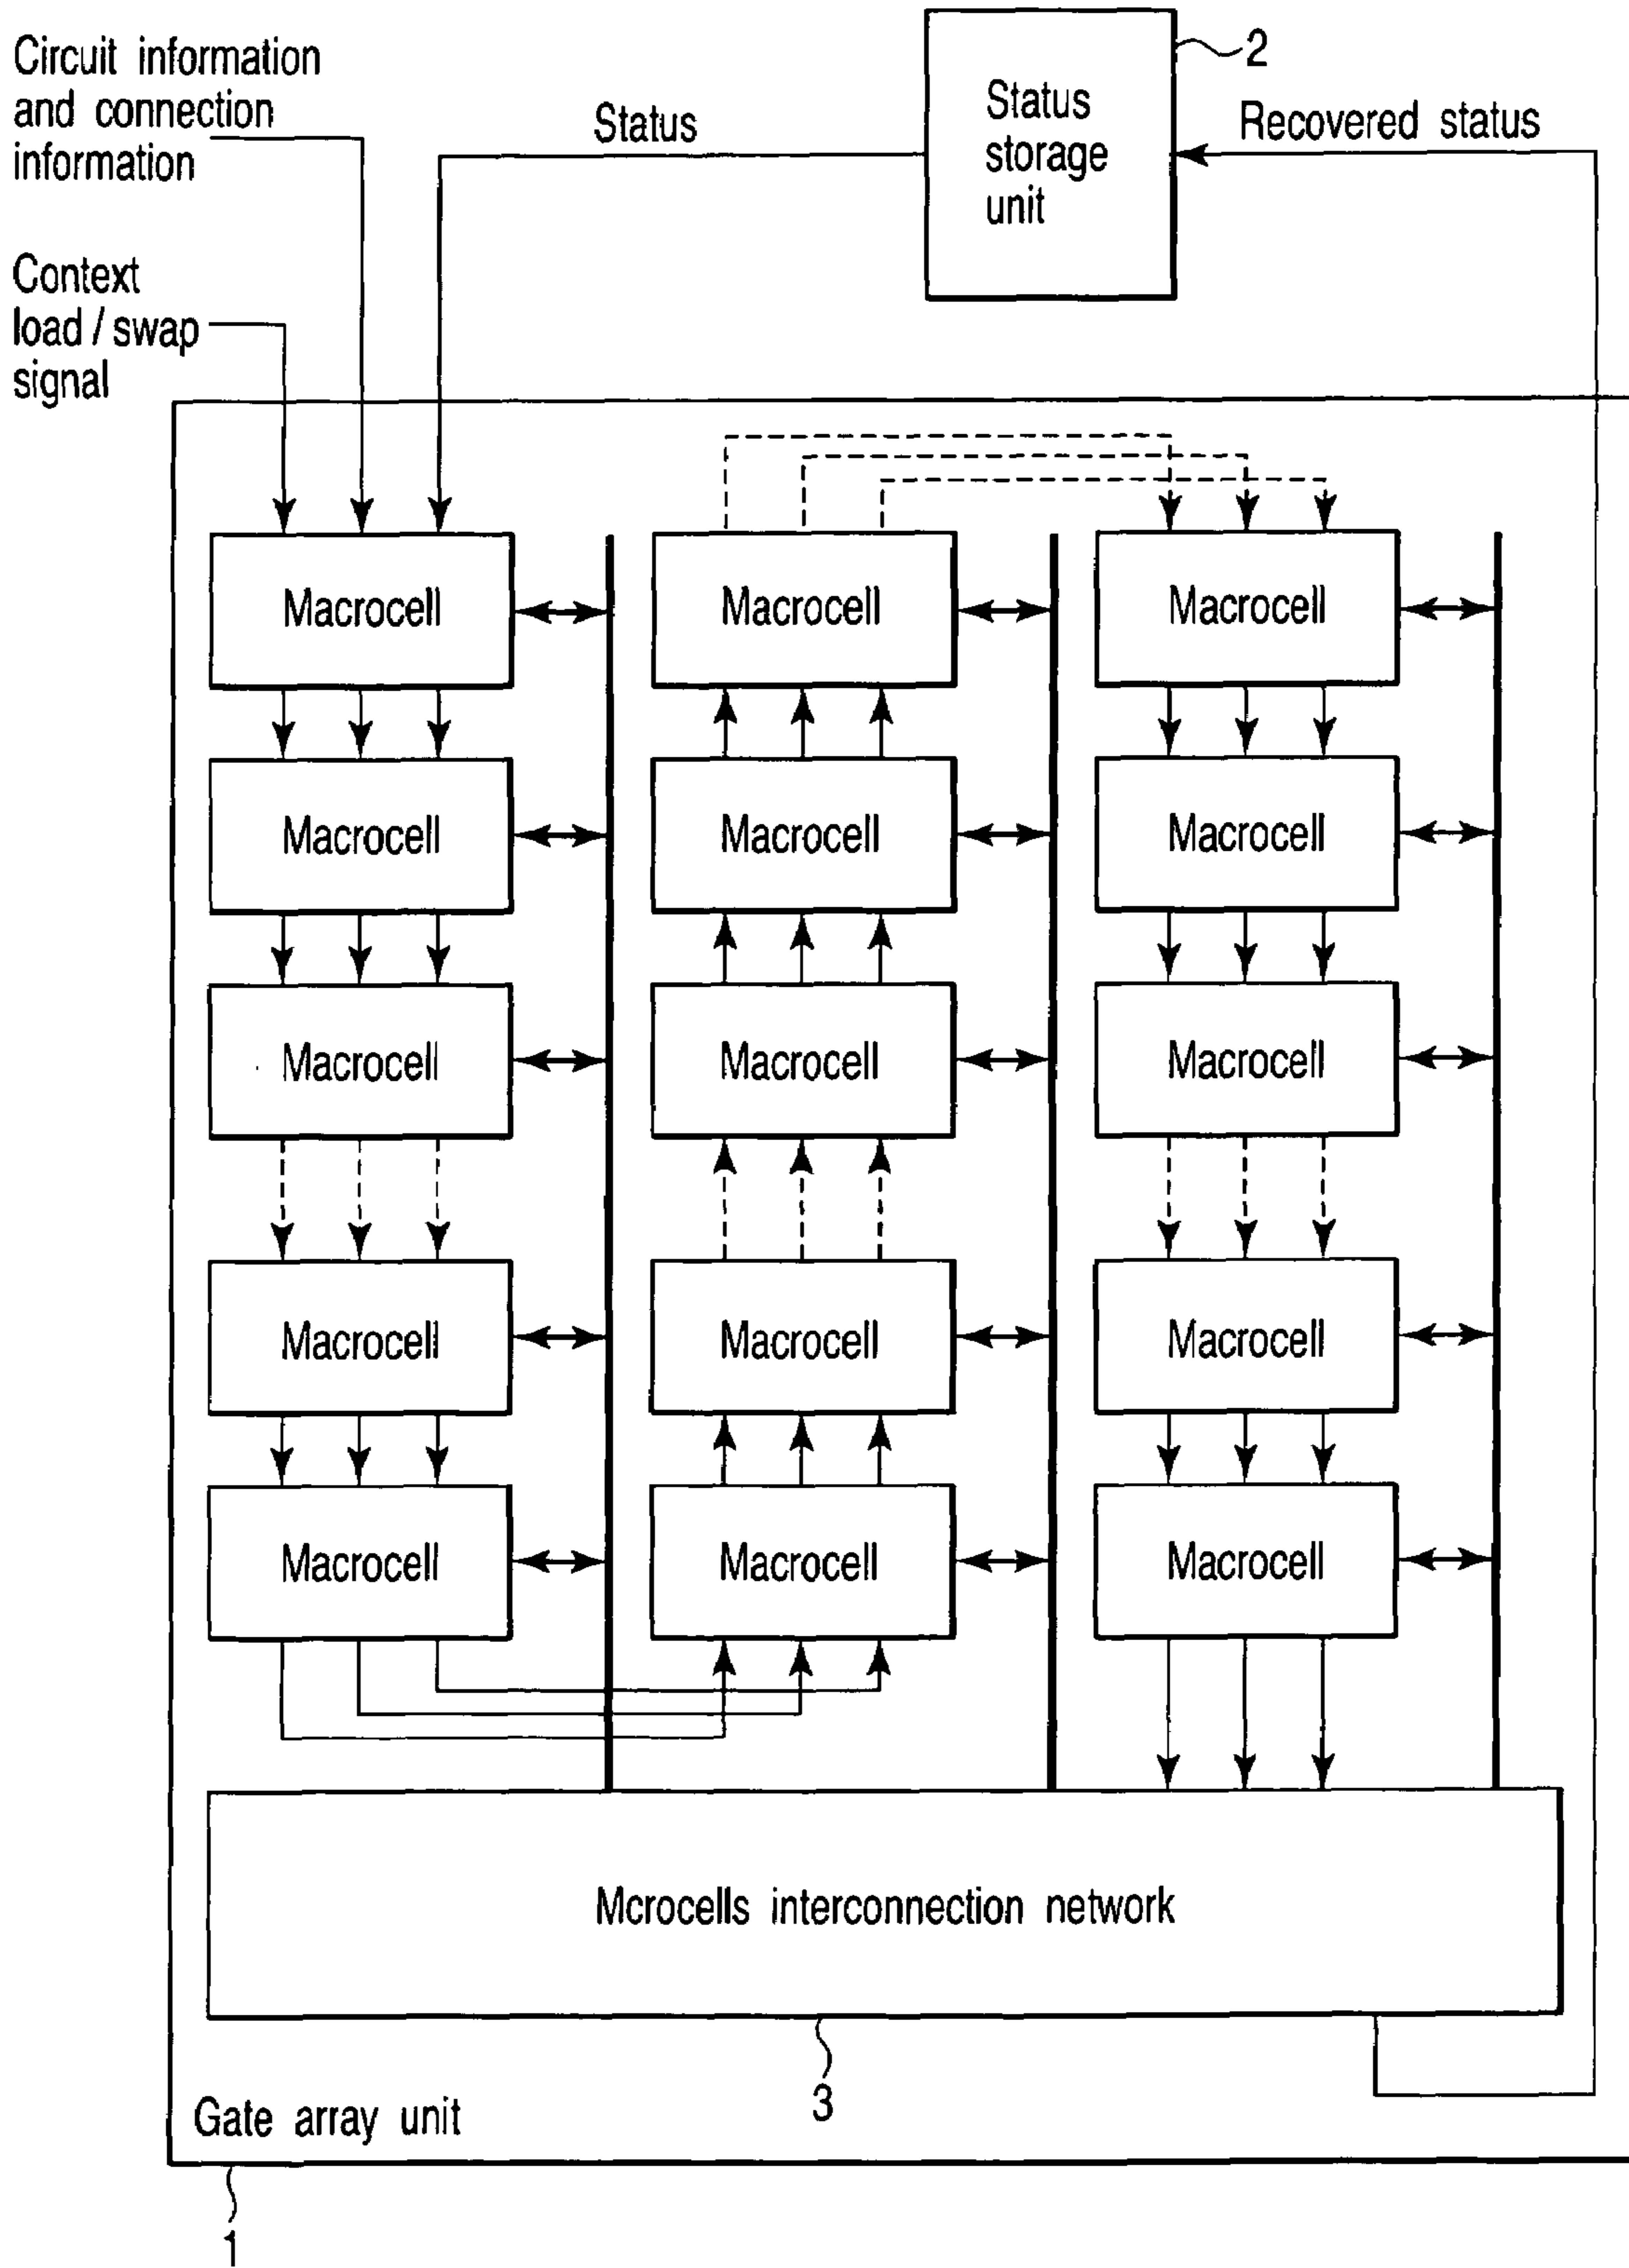 Circuit information
and connection
information
Status
Status
storage
unit
2
Recovered status
Context
load / swap
signal
Macrocell Macrocell Macrocell
Macrocell Macrocell Macrocell
Macrocell Macrocell Macrocell
Macrocell Macrocell Macrocell
Macrocell Macrocell Macrocell
Mcrocells interconnection network
3
Gate array unit
1